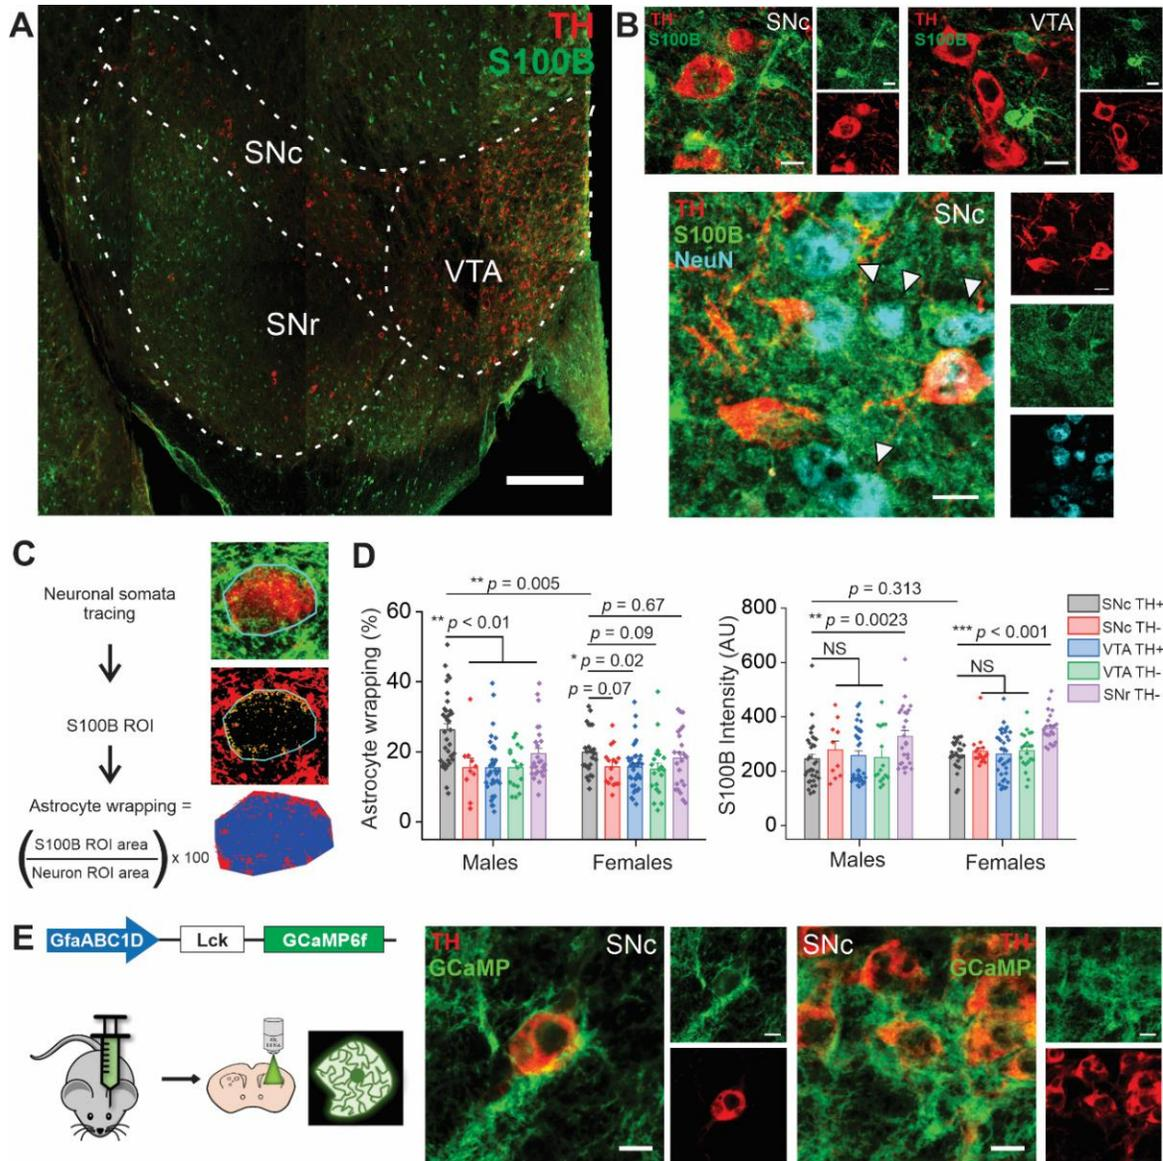 A
TH
S100B
SNc
VTA
SNr
B
TH
S100B
SNc
TH
S100B
VTA
TH
S100B
NeuN
SNc
C
Neuronal somata
tracing
S100B ROI
Astrocyte wrapping =
S100B ROI area
Neuron ROI area
x 100
D
Astrocyte wrapping (%)
60
40
20
0
** p = 0.005
** p < 0.01
p = 0.67
p = 0.09
* p = 0.02
p = 0.07
Males
Females
S100B Intensity (AU)
800
600
400
200
0
p = 0.313
** p = 0.0023
NS
*** p < 0.001
NS
Males
Females
SNc TH+
SNc TH-
VTA TH+
VTA TH-
SNr TH-
E
GfaABC1D
Lck
GCaMP6f
TH
GCaMP
SNc
SNc
TH
GCaMP